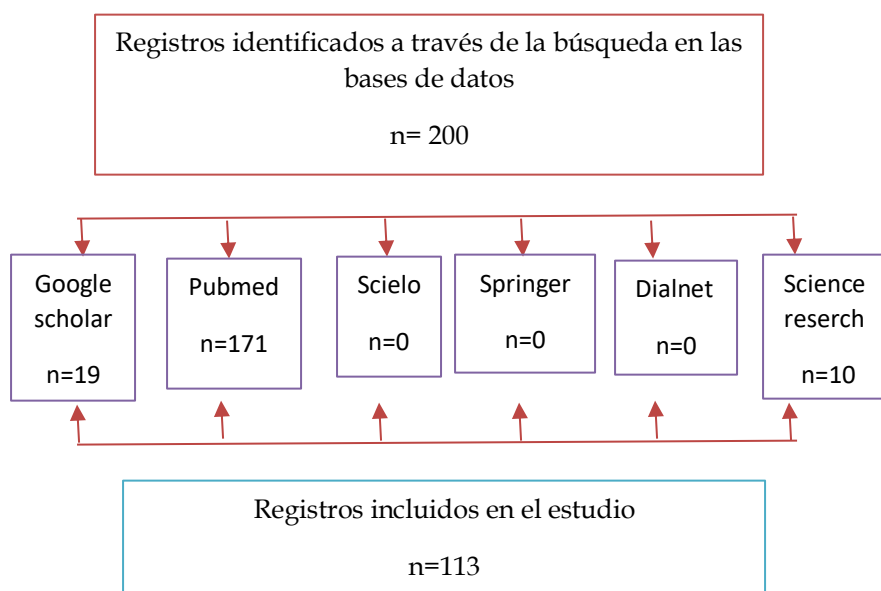 Registros identificados a través de la búsqueda en las
bases de datos
n= 200
Google
scholar
n=19
Pubmed
n=171
Scielo
n=0
Springer
n=0
Dialnet
n=0
Science
reserch
n=10
Registros incluidos en el estudio
n=113